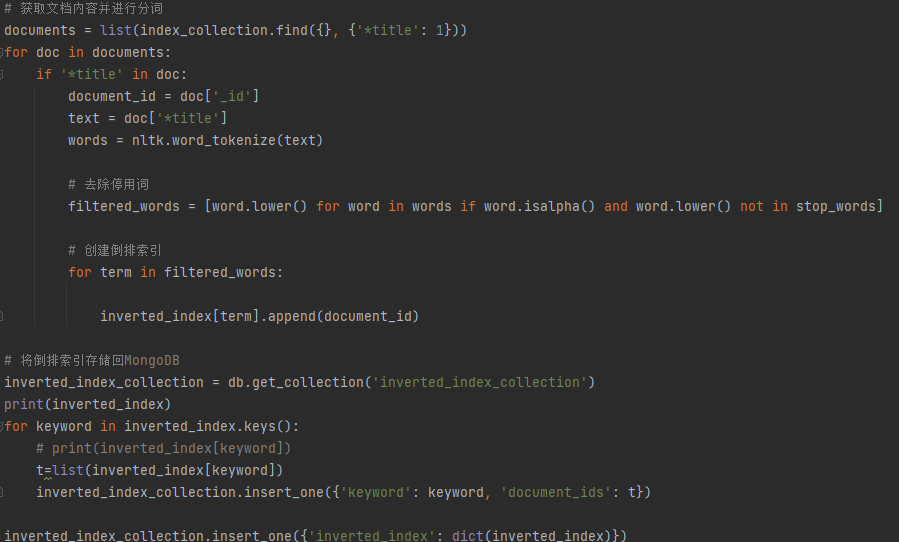 # 获取文档内容并进行分词
documents = list(index_collection.find({}, {'*title': 1}))
for doc in documents:
    if '*title' in doc:
        document_id = doc['_id']
        text = doc['*title']
        words = nltk.word_tokenize(text)
        # 去除停用词
        filtered_words = [word.lower() for word in words if word.isalpha() and word.lower() not in stop_words]
        # 创建倒排索引
        for term in filtered_words:
            inverted_index[term].append(document_id)
# 将倒排索引存储回MongoDB
inverted_index_collection = db.get_collection('inverted_index_collection')
print(inverted_index)
for keyword in inverted_index.keys():
    # print(inverted_index[keyword])
    t=list(inverted_index[keyword])
    inverted_index_collection.insert_one({'keyword': keyword, 'document_ids': t})
inverted_index_collection.insert_one({'inverted_index': dict(inverted_index)})